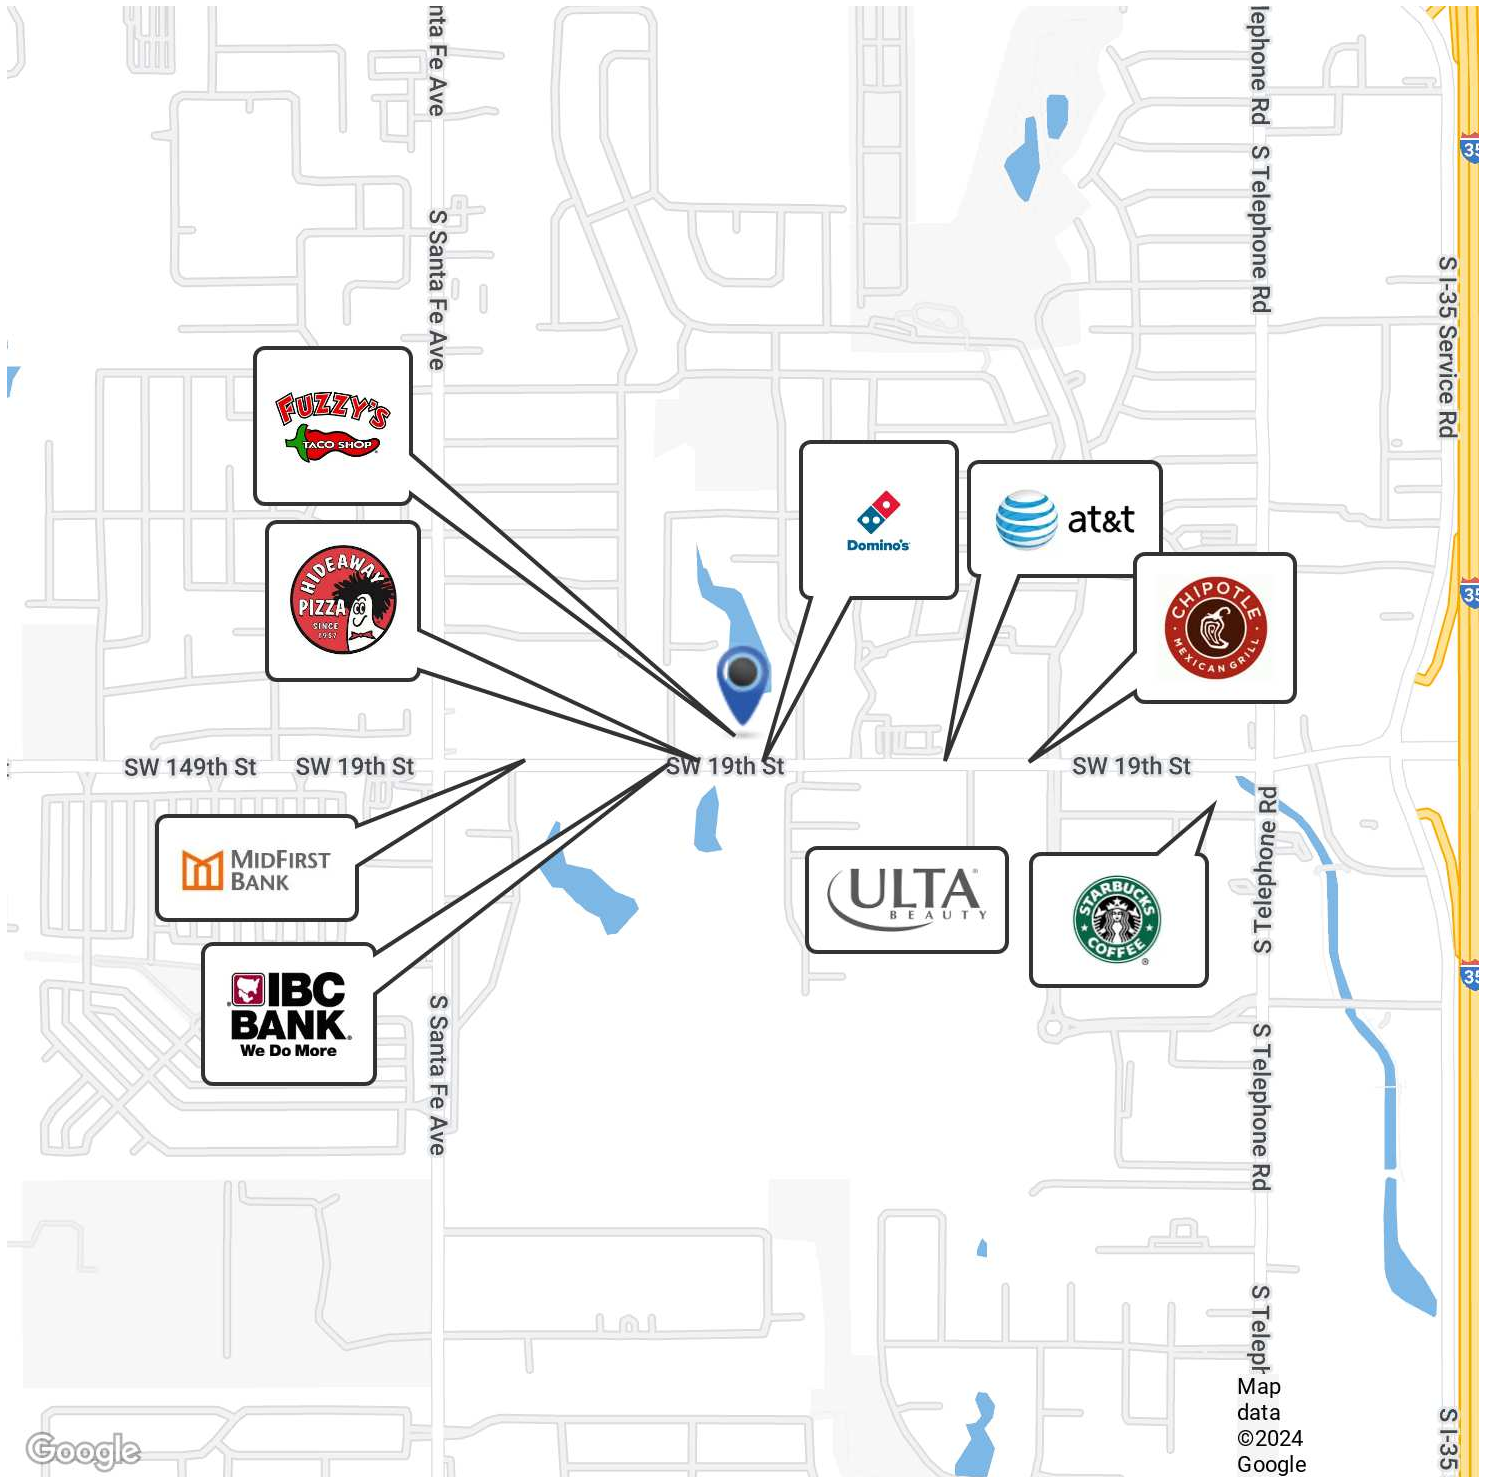 nta Fe Ave
lephone Rd
S Telephone Rd
35
S Santa Fe Ave
S I-35 Service Rd
FUZZY'S
TACO SHOP
Domino's
at&t
HIDEAWAY
PIZZA
SINCE
1957
CHIPOTLE
MEXICAN GRILL
35
SW 149th St
SW 19th St
SW 19th St
SW 19th St
S Telephone Rd
MIDFIRST
BANK
ULTA
BEAUTY
STARBUCKS
COFFEE
35
IBC
BANK
We Do More
S Santa Fe Ave
S Telephone Rd
S Teleph
Map
data
©2024
Google
S I-35
Google